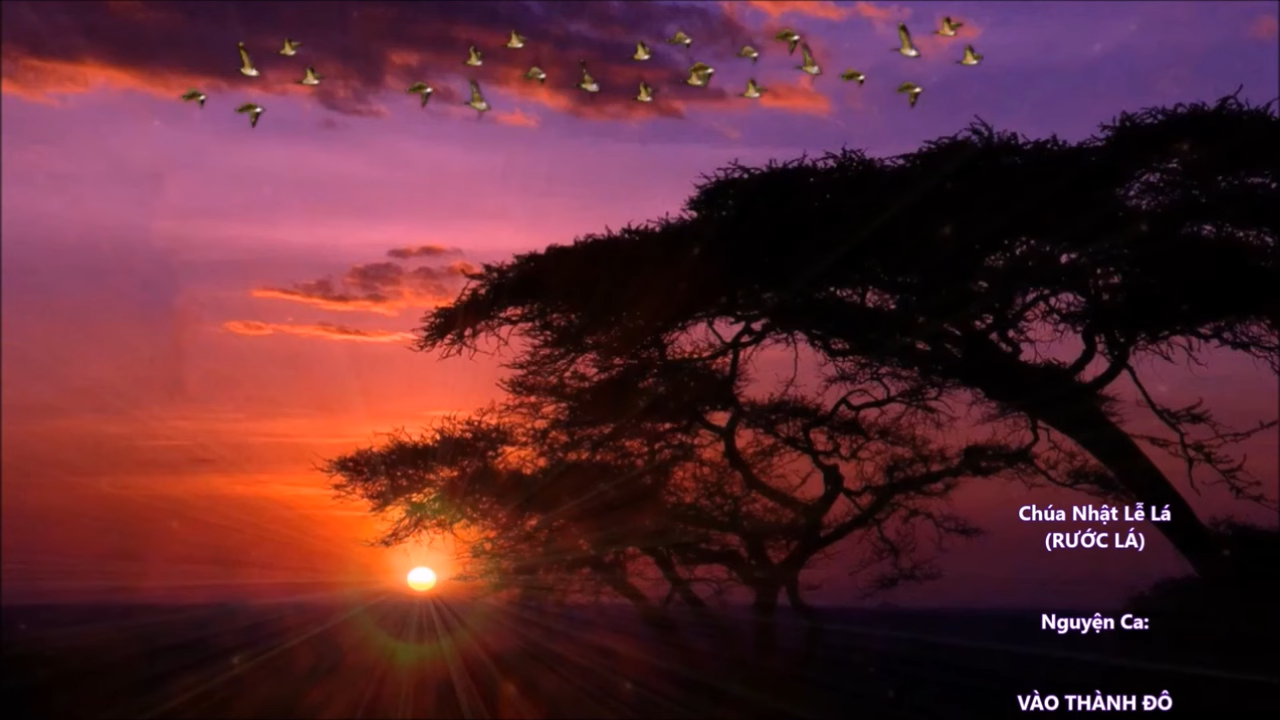 Chúa Nhật Lễ Lá
(RƯỚC LÁ)
Nguyện Ca:
VÀO THÀNH ĐÔ